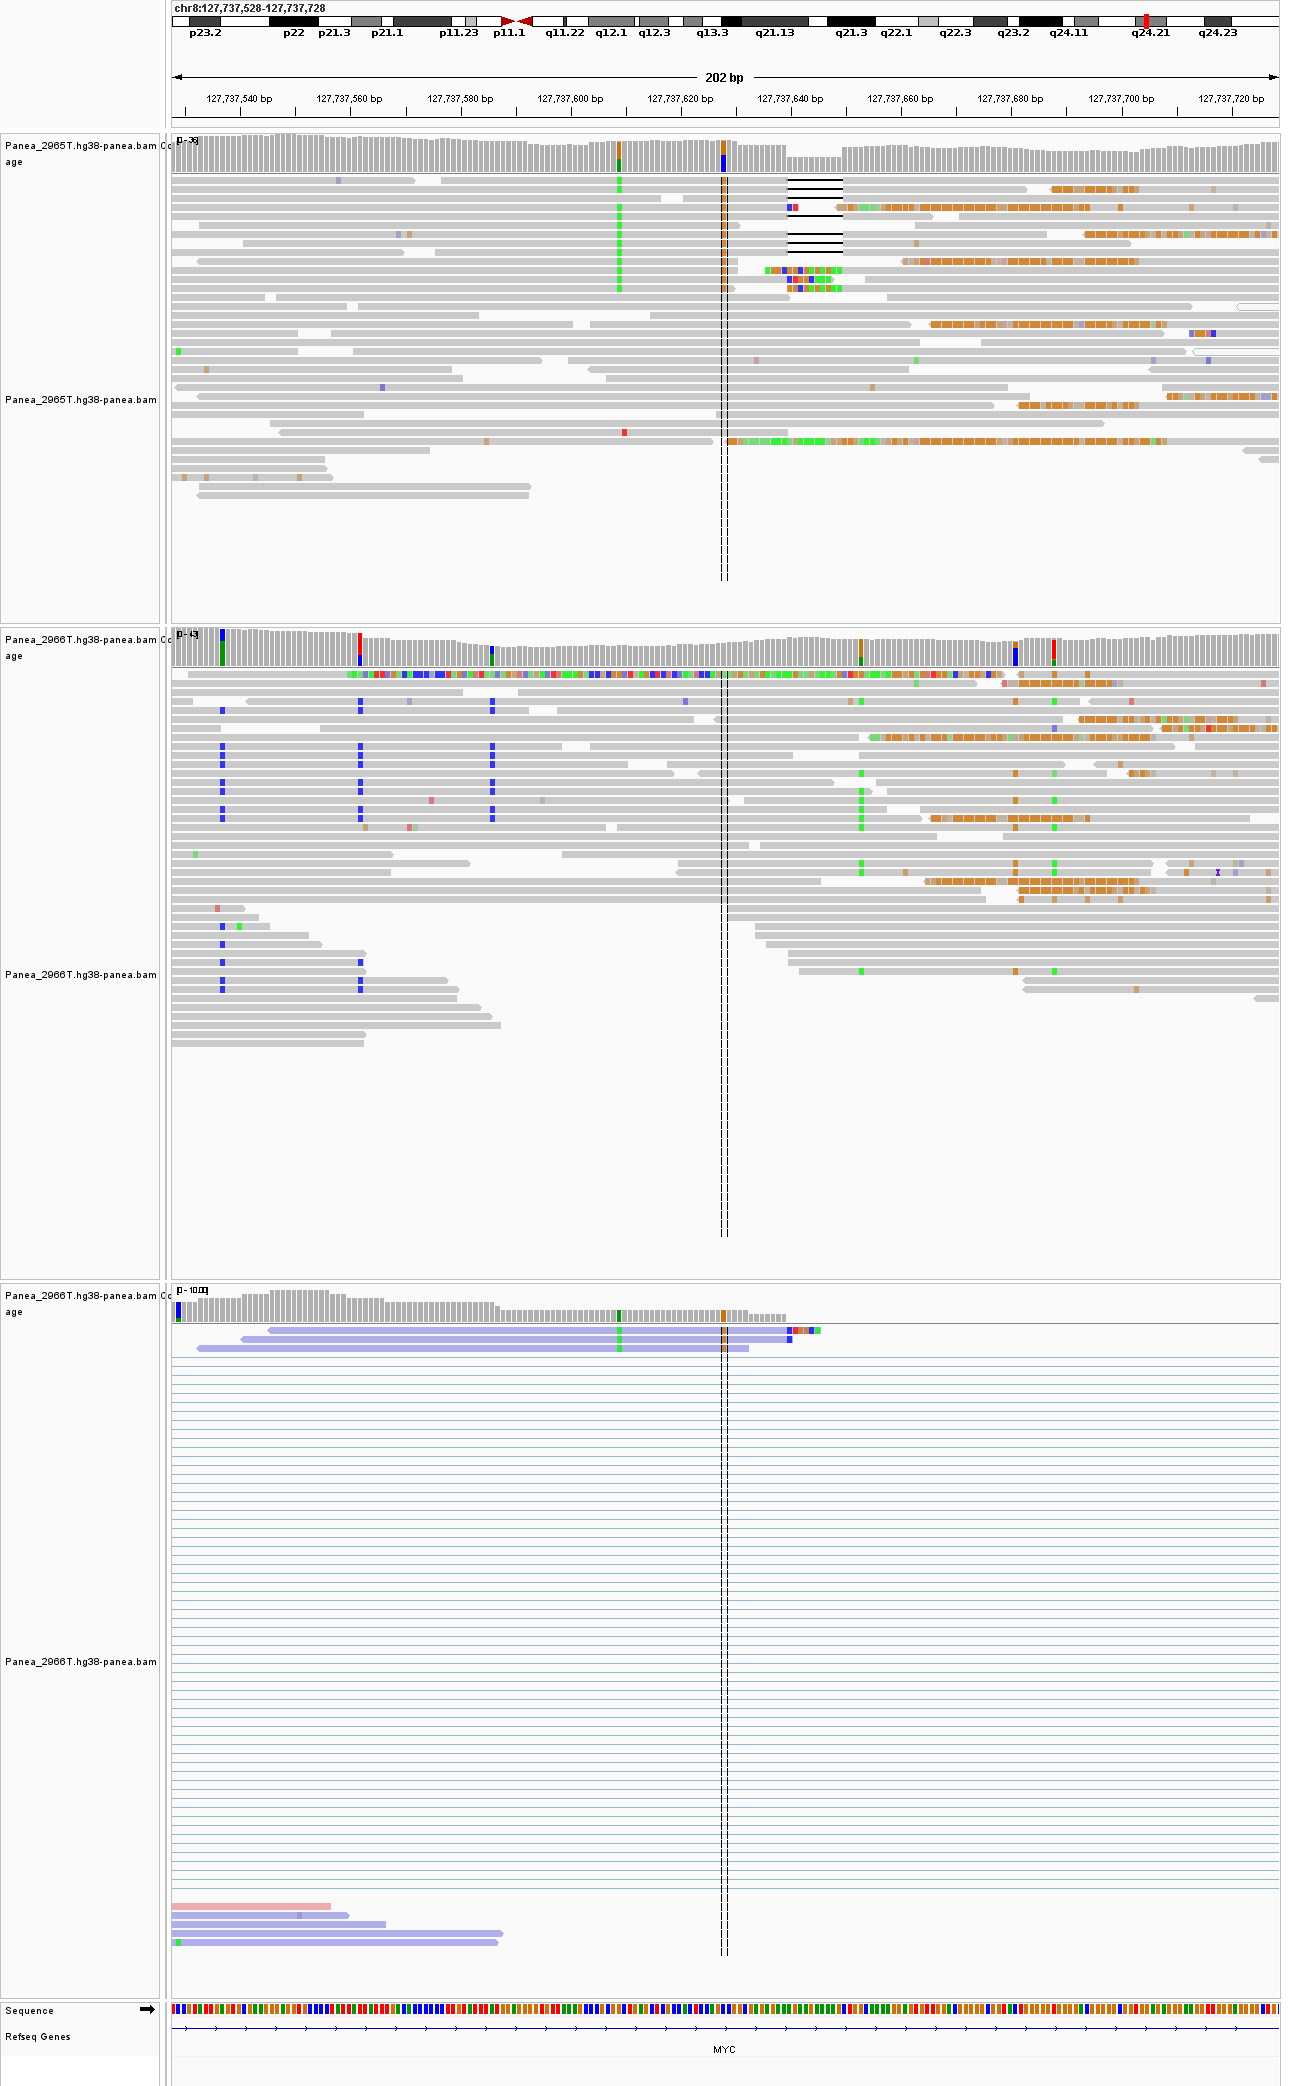 chr8:127,737,528-127,737,728
p23.2 p22 p21.3 p21.1 p11.23 p11.1 q11.22 q12.1 q12.3 q13.3 q21.13 q21.3 q22.1 q22.3 q23.2 q24.11 q24.21 q24.23
202 bp
127,737,540 bp 127,737,560 bp 127,737,580 bp 127,737,600 bp 127,737,620 bp 127,737,640 bp 127,737,660 bp 127,737,680 bp 127,737,700 bp 127,737,720 bp
Panea_2965T.hg38-panea.bam
age
[0 - 36]
Panea_2965T.hg38-panea.bam
Panea_2966T.hg38-panea.bam
age
[0 - 43]
Panea_2966T.hg38-panea.bam
Panea_2966T.hg38-panea.bam
age
[0 - 10.00]
Panea_2966T.hg38-panea.bam
Sequence
Refseq Genes
MYC